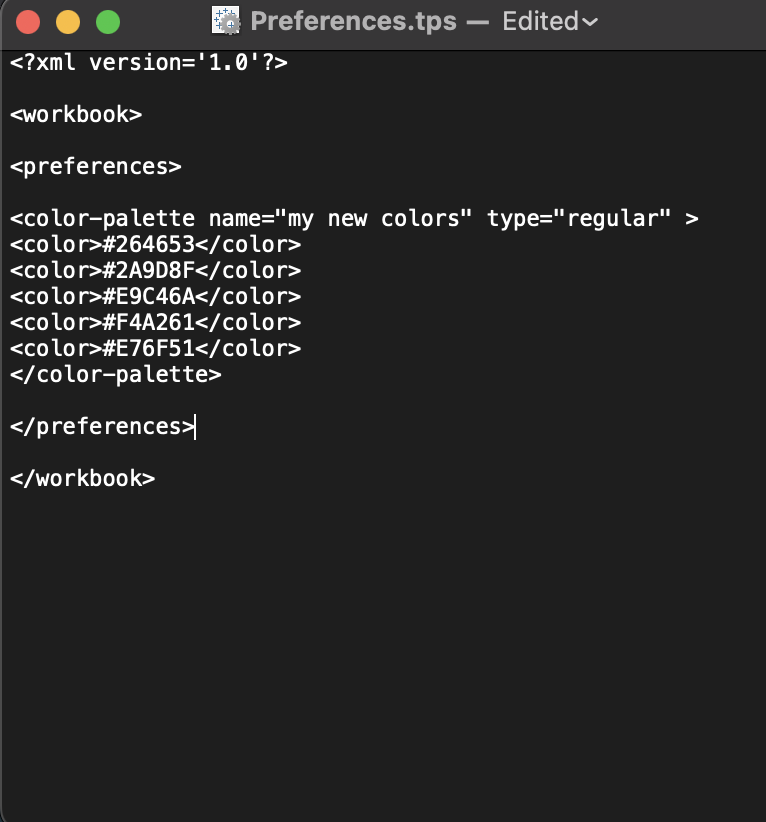 Preferences.tps — Edited
<?xml version='1.0'?>
<workbook>
<preferences>
<color-palette name="my new colors" type="regular" >
<color>#264653</color>
<color>#2A9D8F</color>
<color>#E9C46A</color>
<color>#F4A261</color>
<color>#E76F51</color>
</color-palette>
</preferences>
</workbook>